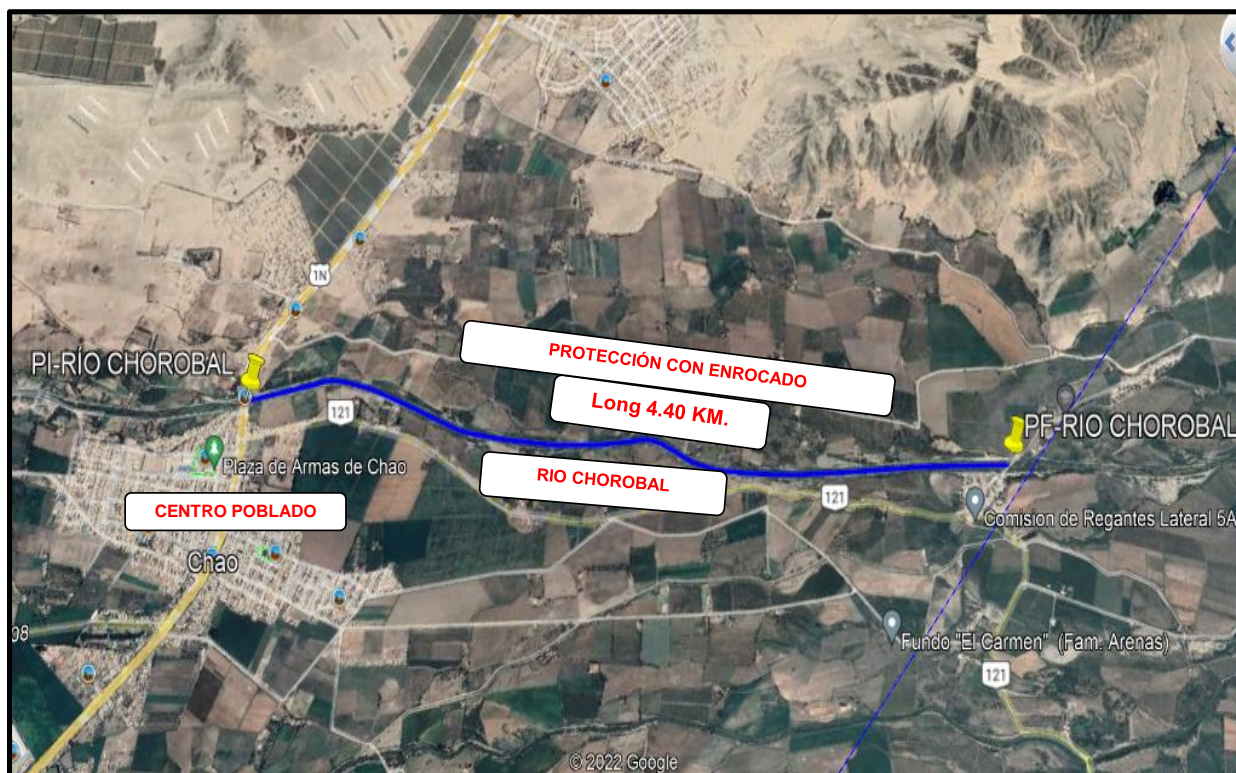 1N
PROTECCIÓN CON ENROCADO
PI-RÍO CHOROBAL
Long 4.40 KM.
121
PF-RIO CHOROBAL
Plaza de Armas de Chao
RIO CHOROBAL
121
CENTRO POBLADO
Comision de Regantes Lateral 5A
Chao
08
Fundo "El Carmen" (Fam. Arenas)
121
© 2022 Google